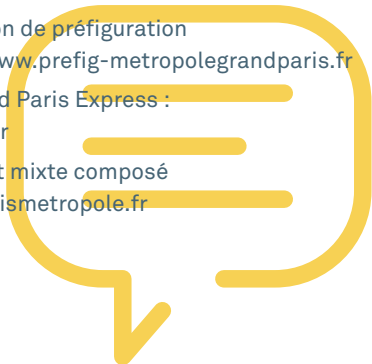 on de préfiguration
ww.prefig-metropolegrandparis.fr
d Paris Express :
r
t mixte composé
ismetropole.fr